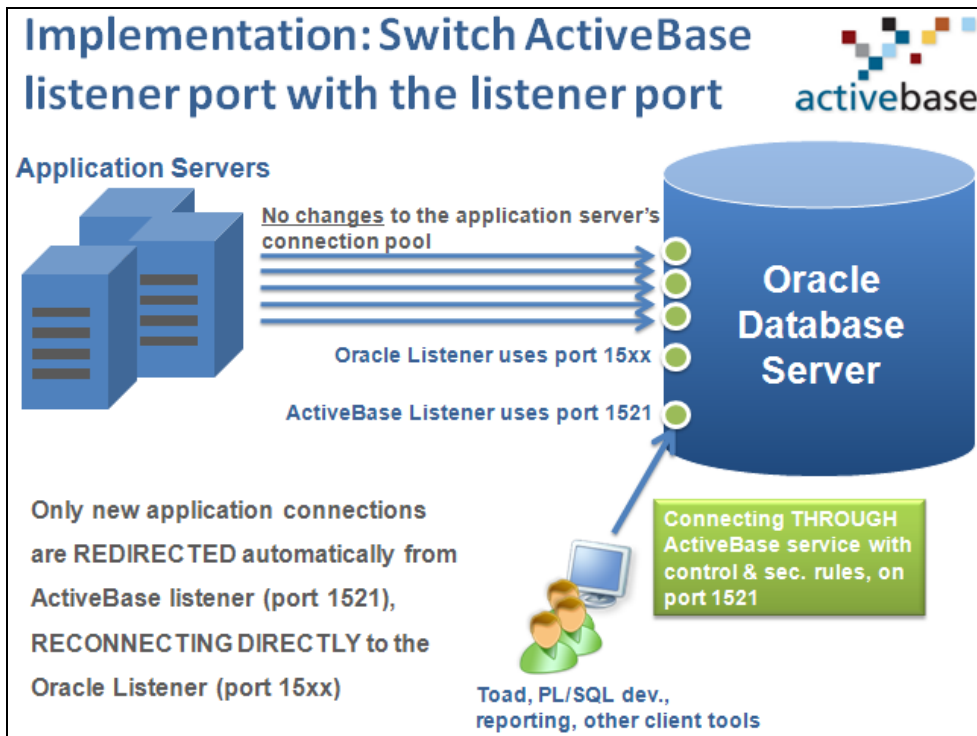 Implementation: Switch ActiveBase
listener port with the listener port
activebase
Application Servers
No changes to the application server's
connection pool
Oracle
Database
Server
Oracle Listener uses port 15xx
ActiveBase Listener uses port 1521
Only new application connections
are REDIRECTED automatically from
ActiveBase listener (port 1521),
RECONNECTING DIRECTLY to the
Oracle Listener (port 15xx)
Connecting THROUGH
ActiveBase service with
control & sec. rules, on
port 1521
Toad, PL/SQL dev.,
reporting, other client tools